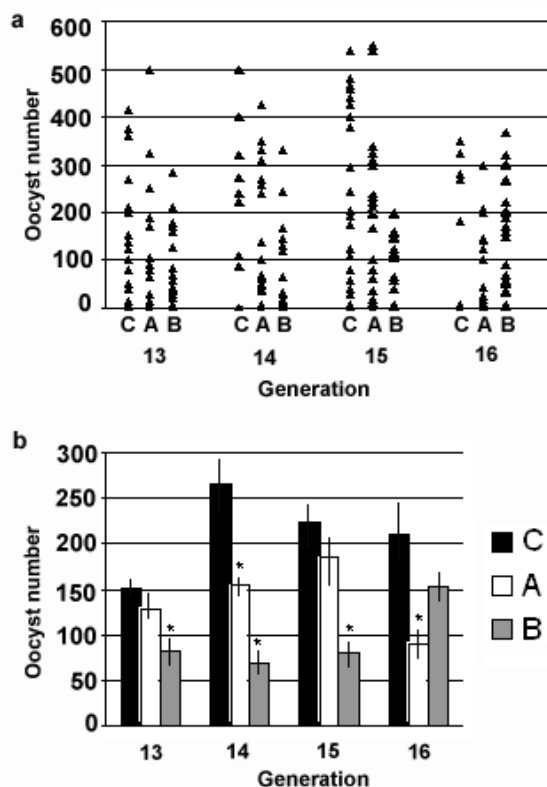 a
Oocyst number
600
500
400
300
200
100
0
C A B C A B C A B C A B
13 14 15 16
Generation
b
Oocyst number
300
250
200
150
100
50
0
* * * * *
13 14 15 16
Generation
C
A
B